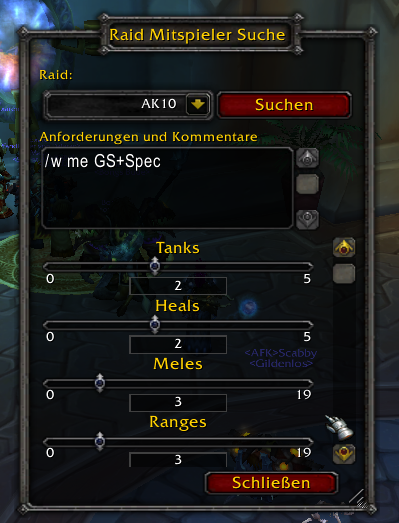 Raid Mitspieler Suche
Raid:
AK10
Suchen
Anforderungen und Kommentare
/w me GS+Spec
Tanks
0 5
2
Heals
0 5
2
<AFK>Scabby
<Gildenlos>
Meles
0 19
3
Ranges
0 19
3
Schließen